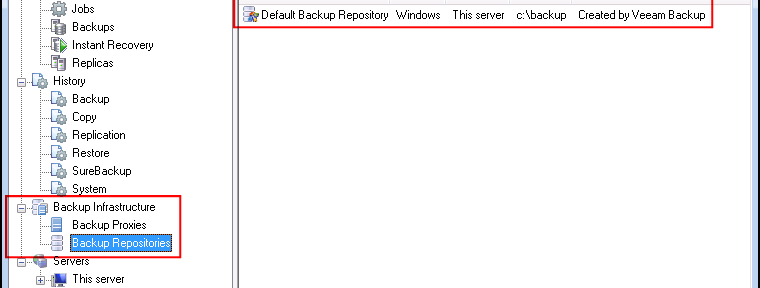 Jobs
Backups
Instant Recovery
Replicas
History
Backup
Copy
Replication
Restore
SureBackup
System
Backup Infrastructure
Backup Proxies
Backup Repositories
Servers
This server
Default Backup Repository Windows This server c:\backup Created by Veeam Backup